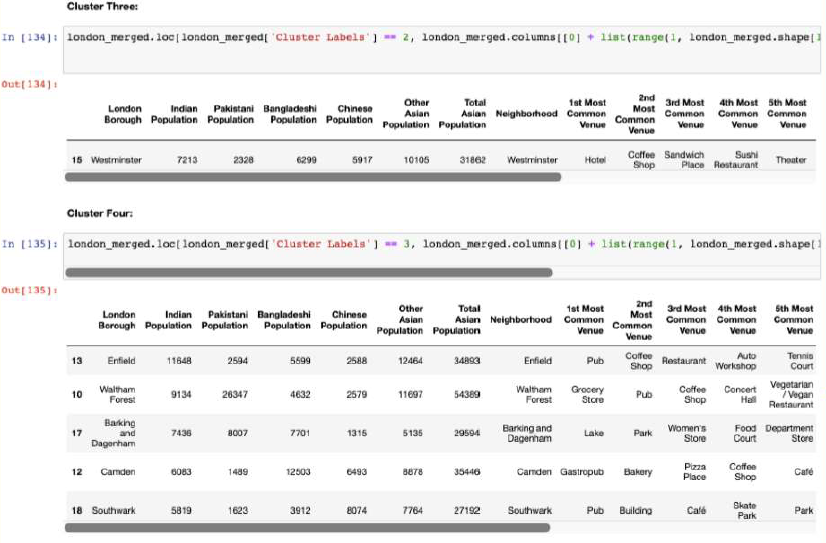 Cluster Three:
In [134]: london_merged.loc[london_merged['Cluster Labels'] == 2, london_merged.columns[[0] + list(range(1, london_merged.shape[1
Out[134]:
London Borough Indian Population Pakistani Population Bangladeshi Population Chinese Population Other Asian Population Total Asian Population Neighborhood 1st Most Common Venue 2nd Most Common Venue 3rd Most Common Venue 4th Most Common Venue 5th Most Common Venue
15 Westminster 7213 2328 6299 5917 10105 31862 Westminster Hotel Coffee Shop Sandwich Place Sushi Restaurant Theater
Cluster Four:
In [135]: london_merged.loc[london_merged['Cluster Labels'] == 3, london_merged.columns[[0] + list(range(1, london_merged.shape[1
Out[135]:
London Borough Indian Population Pakistani Population Bangladeshi Population Chinese Population Other Asian Population Total Asian Population Neighborhood 1st Most Common Venue 2nd Most Common Venue 3rd Most Common Venue 4th Most Common Venue 5th Most Common Venue
13 Enfield 11648 2594 5599 2588 12464 34893 Enfield Pub Coffee Shop Restaurant Auto Workshop Tennis Court
10 Waltham Forest 9134 26347 4632 2579 11697 54389 Waltham Forest Grocery Store Pub Coffee Shop Concert Hall Vegetarian / Vegan Restaurant
17 Barking and Dagenham 7436 8007 7701 1315 5135 29594 Barking and Dagenham Lake Park Women's Store Food Court Department Store
12 Camden 6083 1489 12503 6493 8878 35446 Camden Gastropub Bakery Pizza Place Coffee Shop Café
18 Southwark 5819 1623 3912 8074 7764 27192 Southwark Pub Building Café Skate Park Park